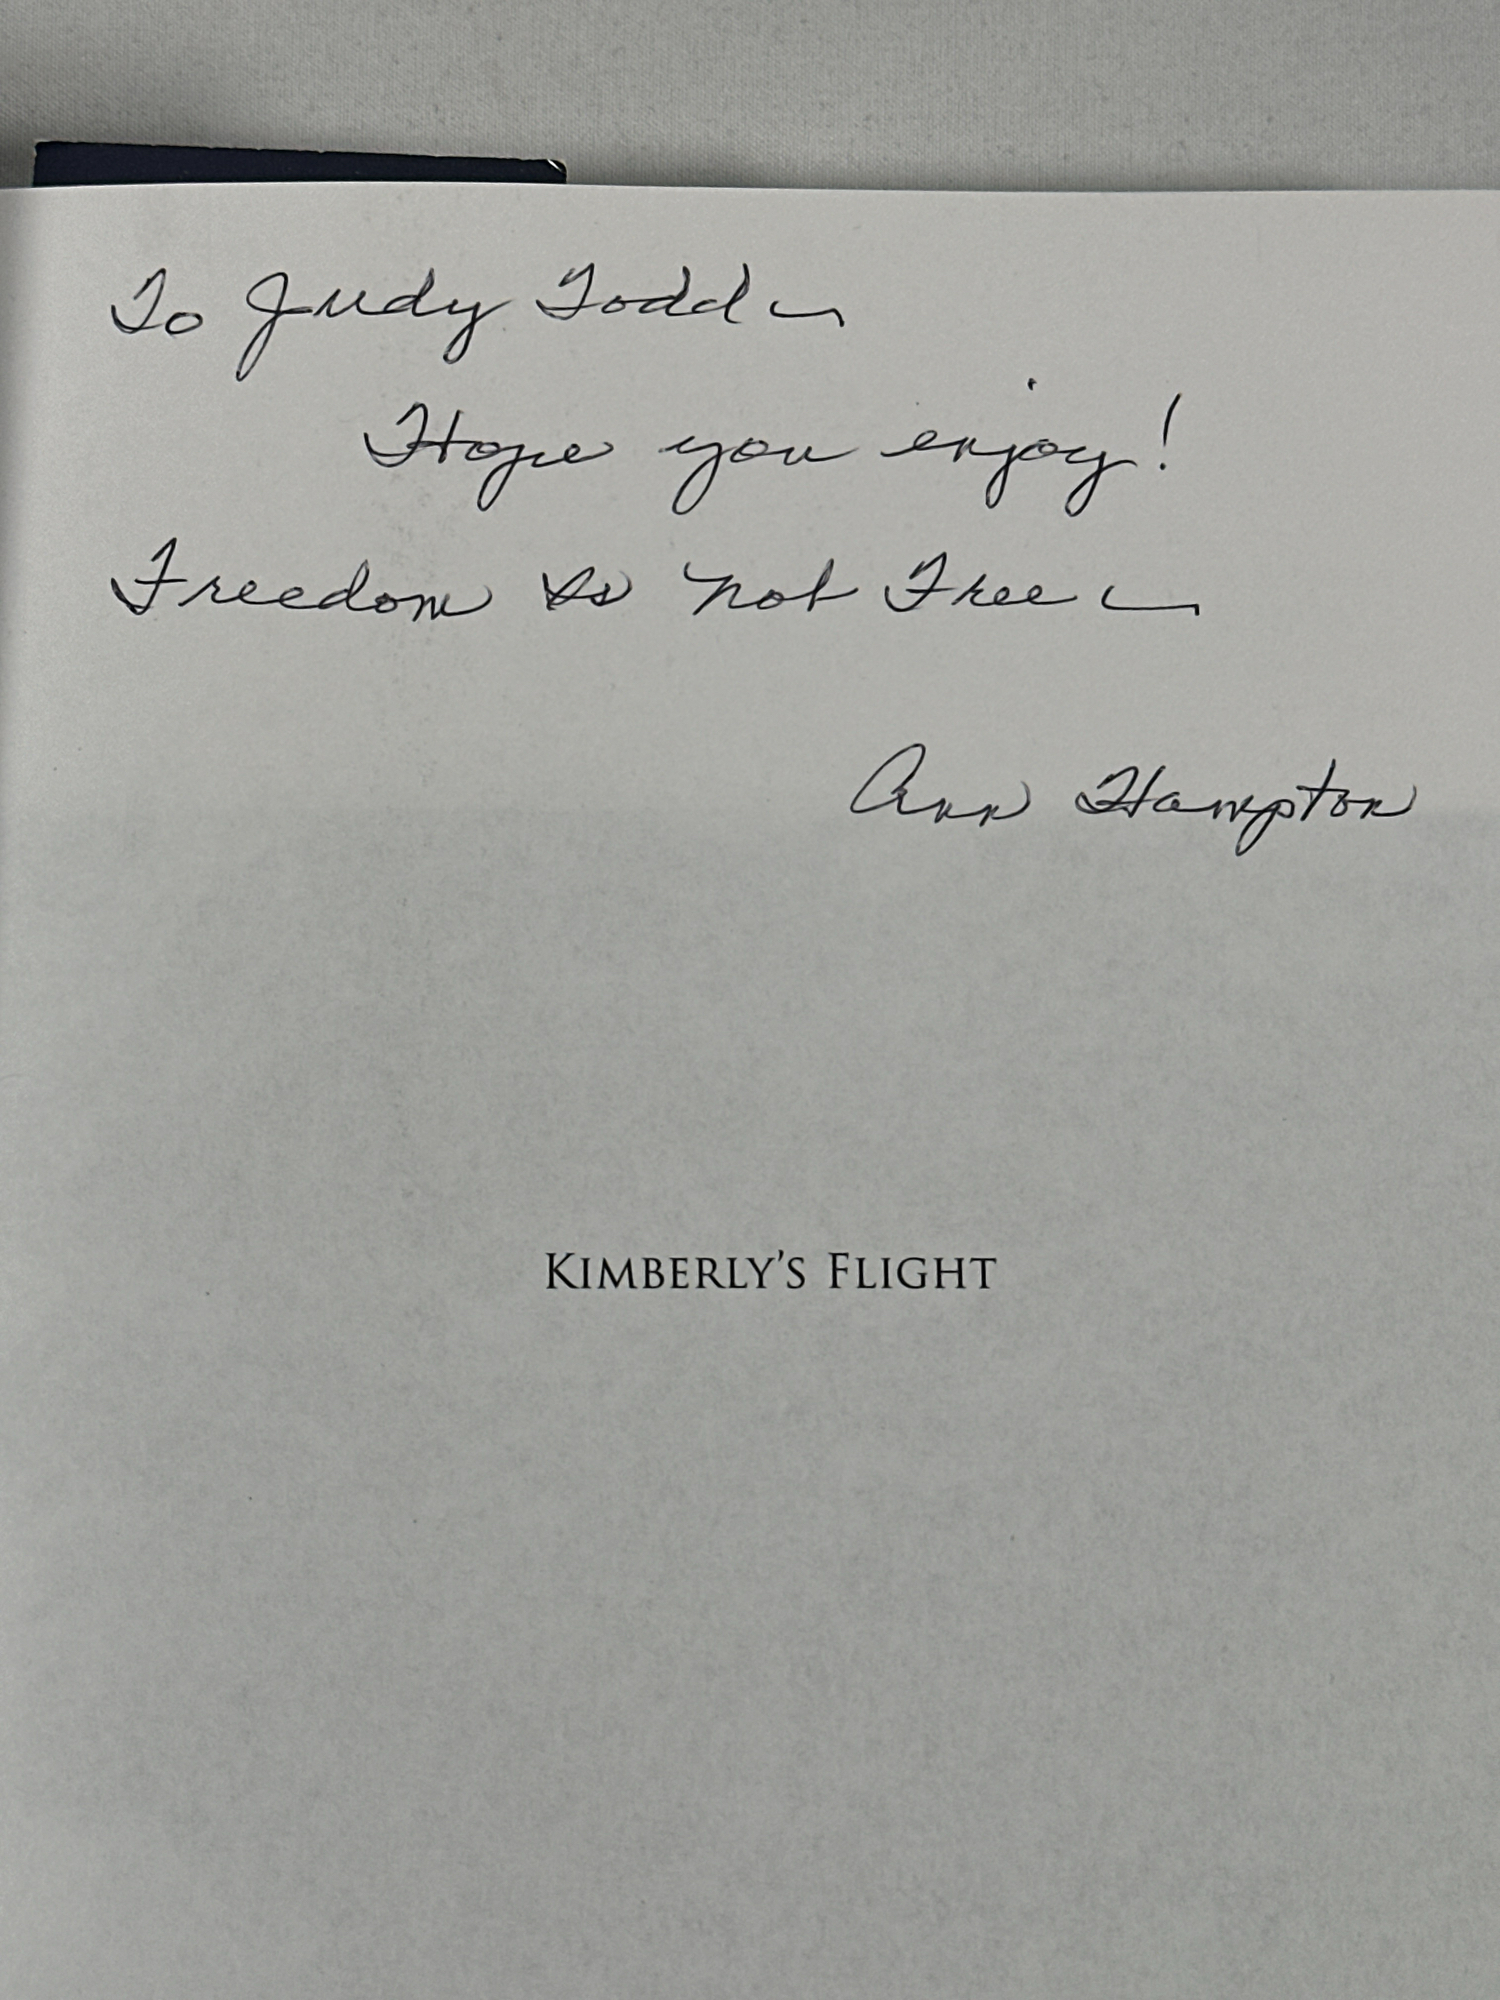 To Judy Todd ~
Hope you enjoy!
Freedom is not Free ~
Ann Hampton
KIMBERLY'S FLIGHT